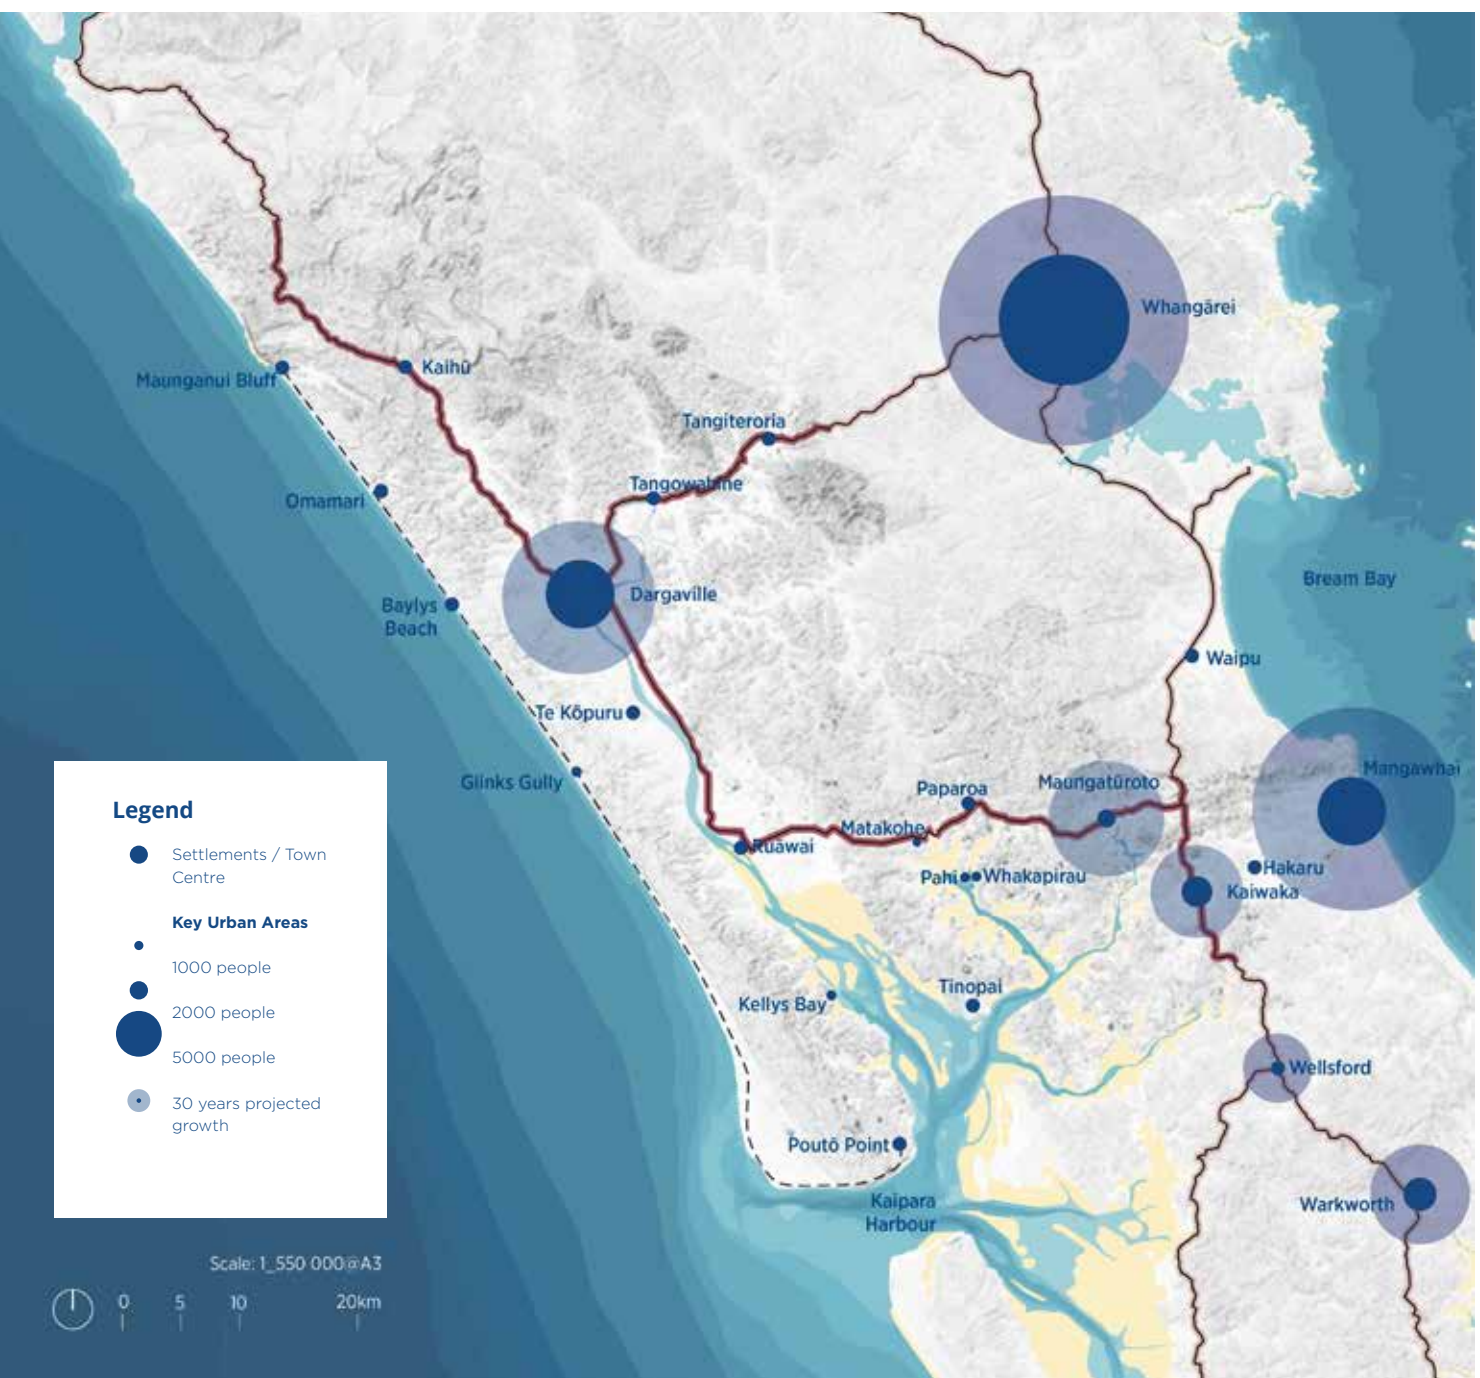 Whangārei
Maunganui Bluff
Kaihū
Tangiteroria
Tangowahine
Omamari
Bream Bay
Dargaville
Baylys
Beach
Waipu
Te Kōpuru
Mangawhai
Glinks Gully
Maungatūroto
Paparoa
Matakohe
Ruāwai
Hakaru
Pahi
Whakapirau
Kaiwaka
Tinopai
Kellys Bay
Wellsford
Poutō Point
Kaipara
Harbour
Warkworth
Legend
Settlements / Town
Centre
Key Urban Areas
1000 people
2000 people
5000 people
30 years projected
growth
Scale: 1_550 000@A3
0 5 10 20km